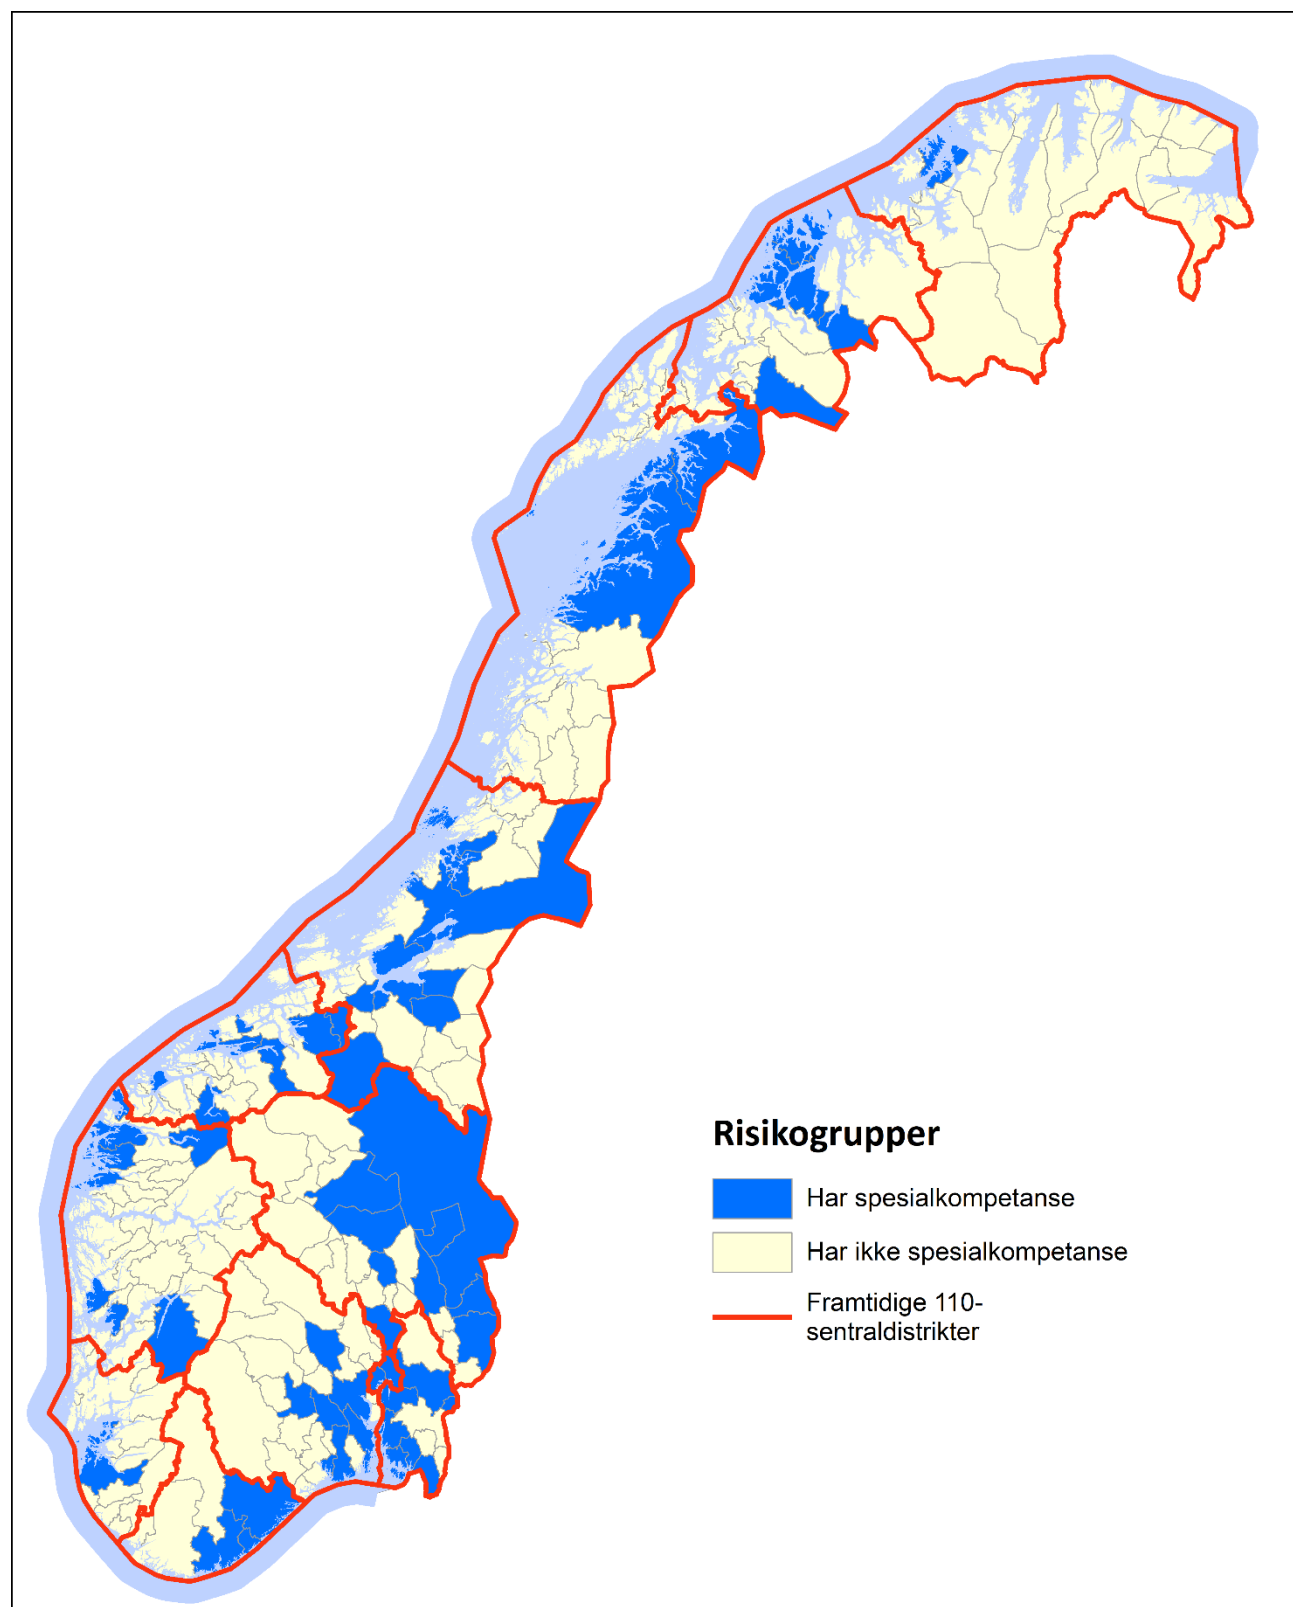 Risikogrupper
Har spesialkompetanse
Har ikke spesialkompetanse
Framtidige 110-
sentraldistrikter